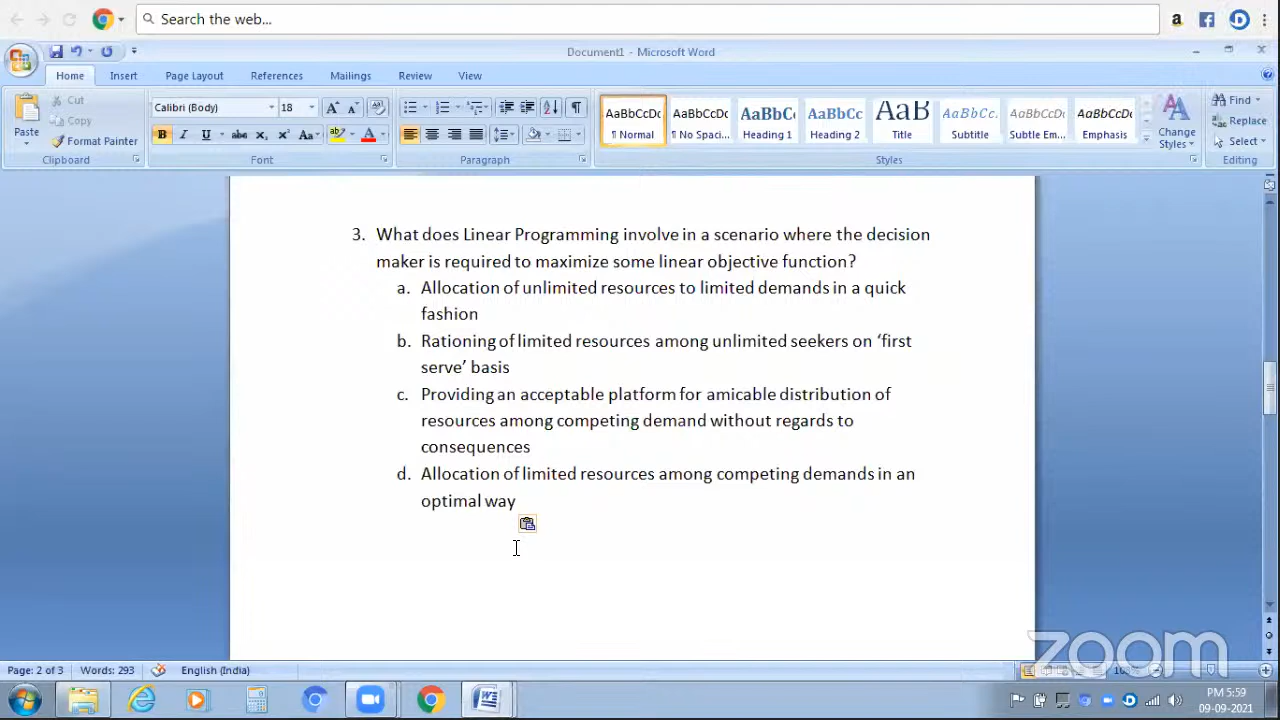 Search the web...
Document1 - Microsoft Word
Home Insert Page Layout References Mailings Review View
Paste
Cut
Copy
Format Painter
Clipboard
Calibri (Body) 18
Font
Paragraph
AaBbCcDc AaBbCcDc AaBbC AaBbCc AaB AaBbCc. AaBbCcDc AaBbCcDc
¶ Normal ¶ No Spaci... Heading 1 Heading 2 Title Subtitle Subtle Em... Emphasis
Change
Styles
Styles
Find
Replace
Select
Editing
3. What does Linear Programming involve in a scenario where the decision
maker is required to maximize some linear objective function?
a. Allocation of unlimited resources to limited demands in a quick
fashion
b. Rationing of limited resources among unlimited seekers on ‘first
serve’ basis
c. Providing an acceptable platform for amicable distribution of
resources among competing demand without regards to
consequences
d. Allocation of limited resources among competing demands in an
optimal way
zoom
Page: 2 of 3 Words: 293 English (India)
PM 5:59
09-09-2021